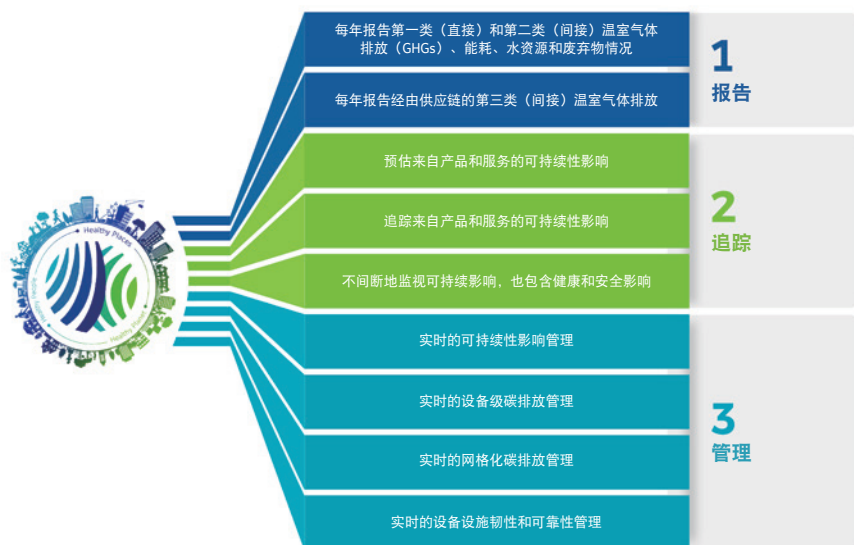 每年报告第一类（直接）和第二类（间接）温室气体
排放（GHGs）、能耗、水资源和废弃物情况
每年报告经由供应链的第三类（间接）温室气体排放
1
报告
预估来自产品和服务的可持续性影响
追踪来自产品和服务的可持续性影响
不间断地监视可持续影响，也包含健康和安全影响
2
追踪
实时的可持续性影响管理
实时的设备级碳排放管理
实时的网格化碳排放管理
实时的设备设施韧性和可靠性管理
3
管理
Healthy Places
Healthy People
Healthy Planet